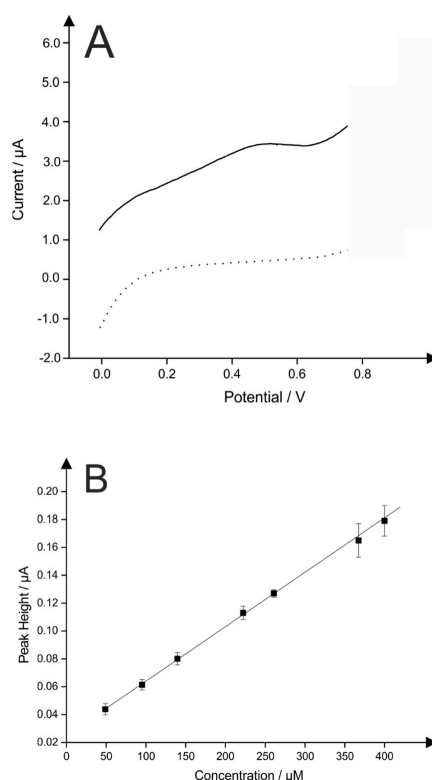 A
6.0
5.0
4.0
3.0
2.0
1.0
0.0
-1.0
-2.0
Current / µA
0.0 0.2 0.4 0.6 0.8
Potential / V
B
0.20
0.18
0.16
0.14
0.12
0.10
0.08
0.06
0.04
0.02
Peak Height / µA
0 50 100 150 200 250 300 350 400
Concentration / µM